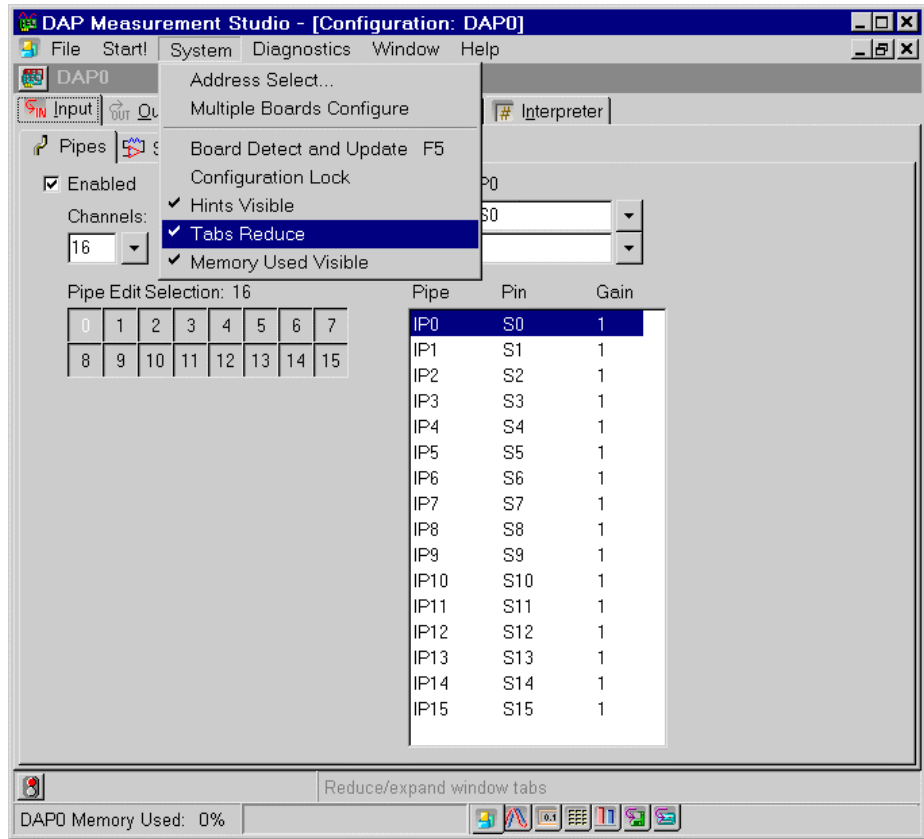 DAP Measurement Studio - [Configuration: DAP0]
File Start! System Diagnostics Window Help
DAP0
Address Select...
Multiple Boards Configure
Board Detect and Update F5
Configuration Lock
Hints Visible
Tabs Reduce
Memory Used Visible
IN Input OUT # Interpreter
Pipes
Enabled
Channels:
16
Pipe Edit Selection: 16
0 1 2 3 4 5 6 7
8 9 10 11 12 13 14 15
Pipe Pin Gain
IP0 S0 1
IP1 S1 1
IP2 S2 1
IP3 S3 1
IP4 S4 1
IP5 S5 1
IP6 S6 1
IP7 S7 1
IP8 S8 1
IP9 S9 1
IP10 S10 1
IP11 S11 1
IP12 S12 1
IP13 S13 1
IP14 S14 1
IP15 S15 1
Reduce/expand window tabs
DAP0 Memory Used: 0%
0.1